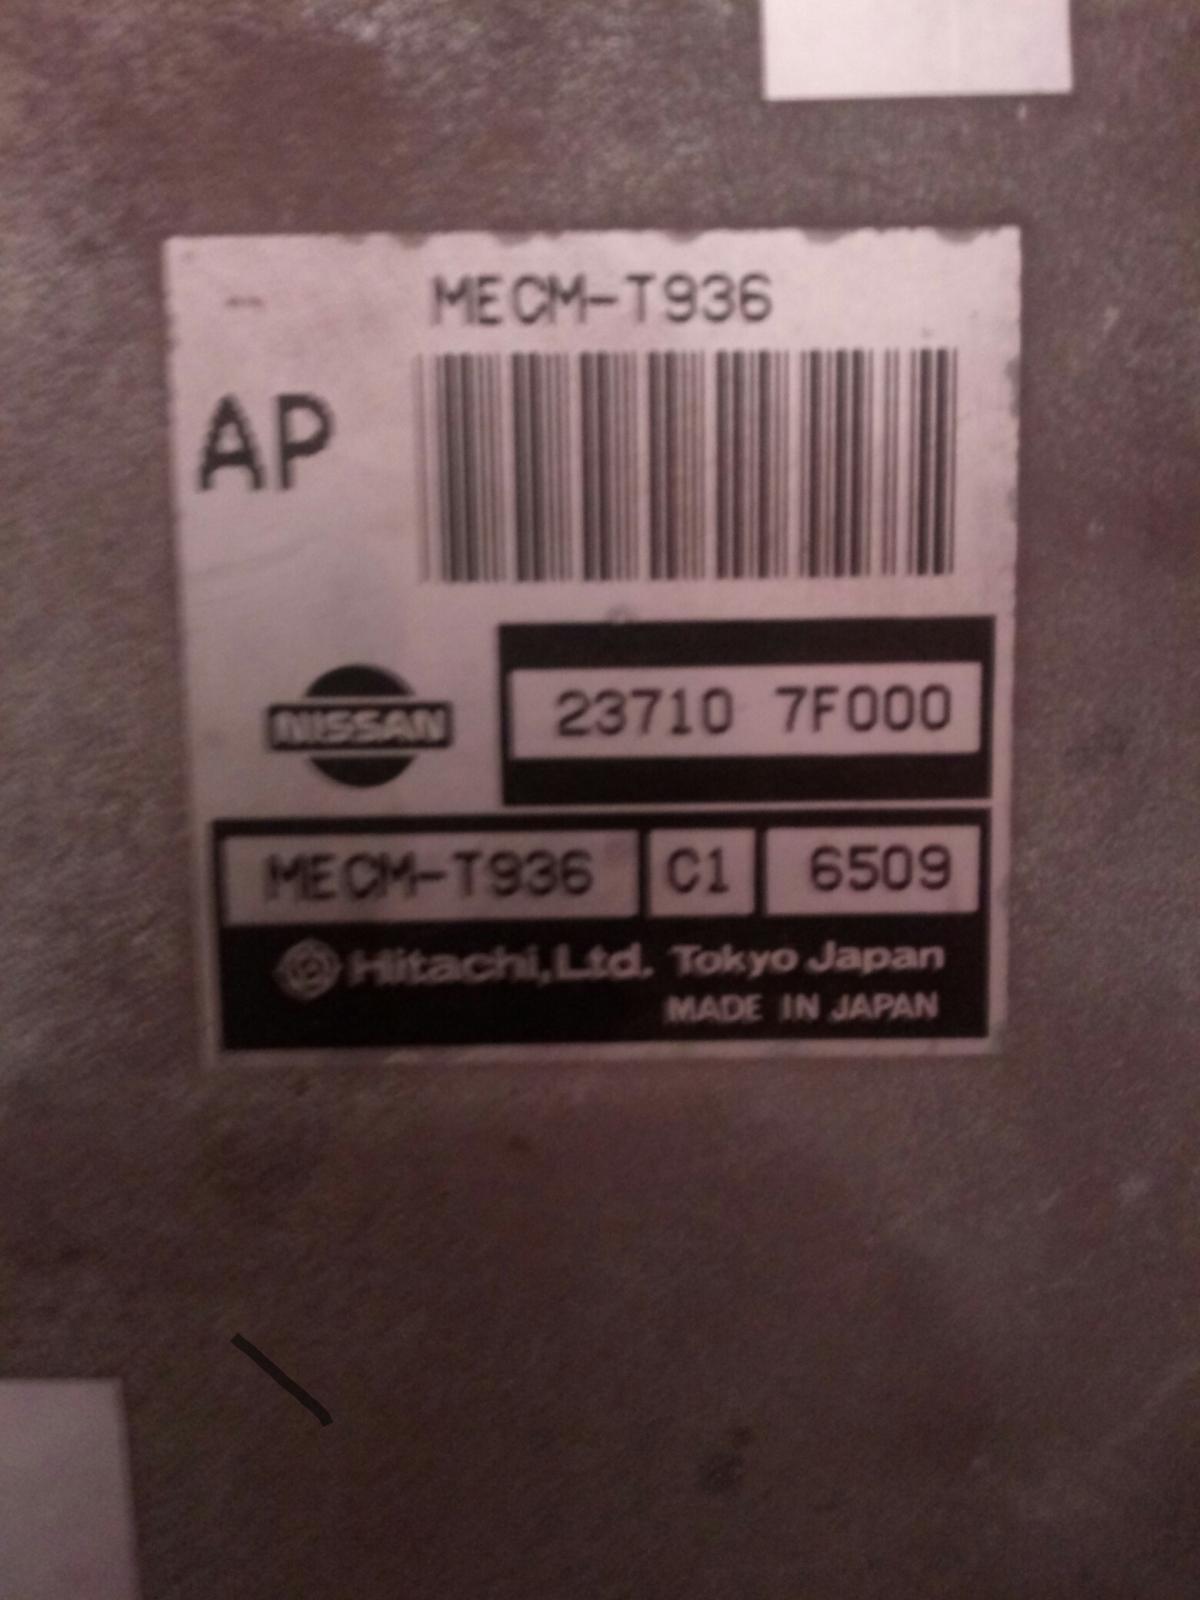 MECM-T936
AP
NISSAN
23710 7F000
MECM-T936 C1 6509
Hitachi,Ltd. Tokyo Japan
MADE IN JAPAN